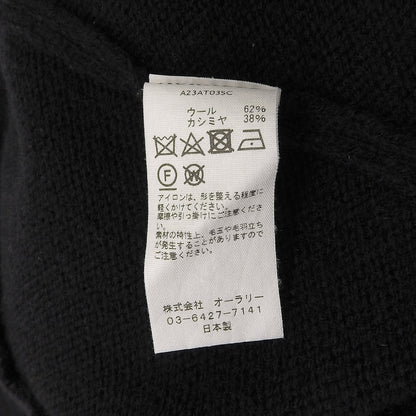 A23AT03SC
ウール 62%
カシミヤ 38%
F
W
アイロンは、形を整える程度に
軽くかけてください。
摩擦や引っ掛けにご注意くださ
い。
素材の特性上、毛玉や毛羽立ち
が発生することがありますので
ご注意ください。
株式会社 オーラリー
03-6427-7141
日本製